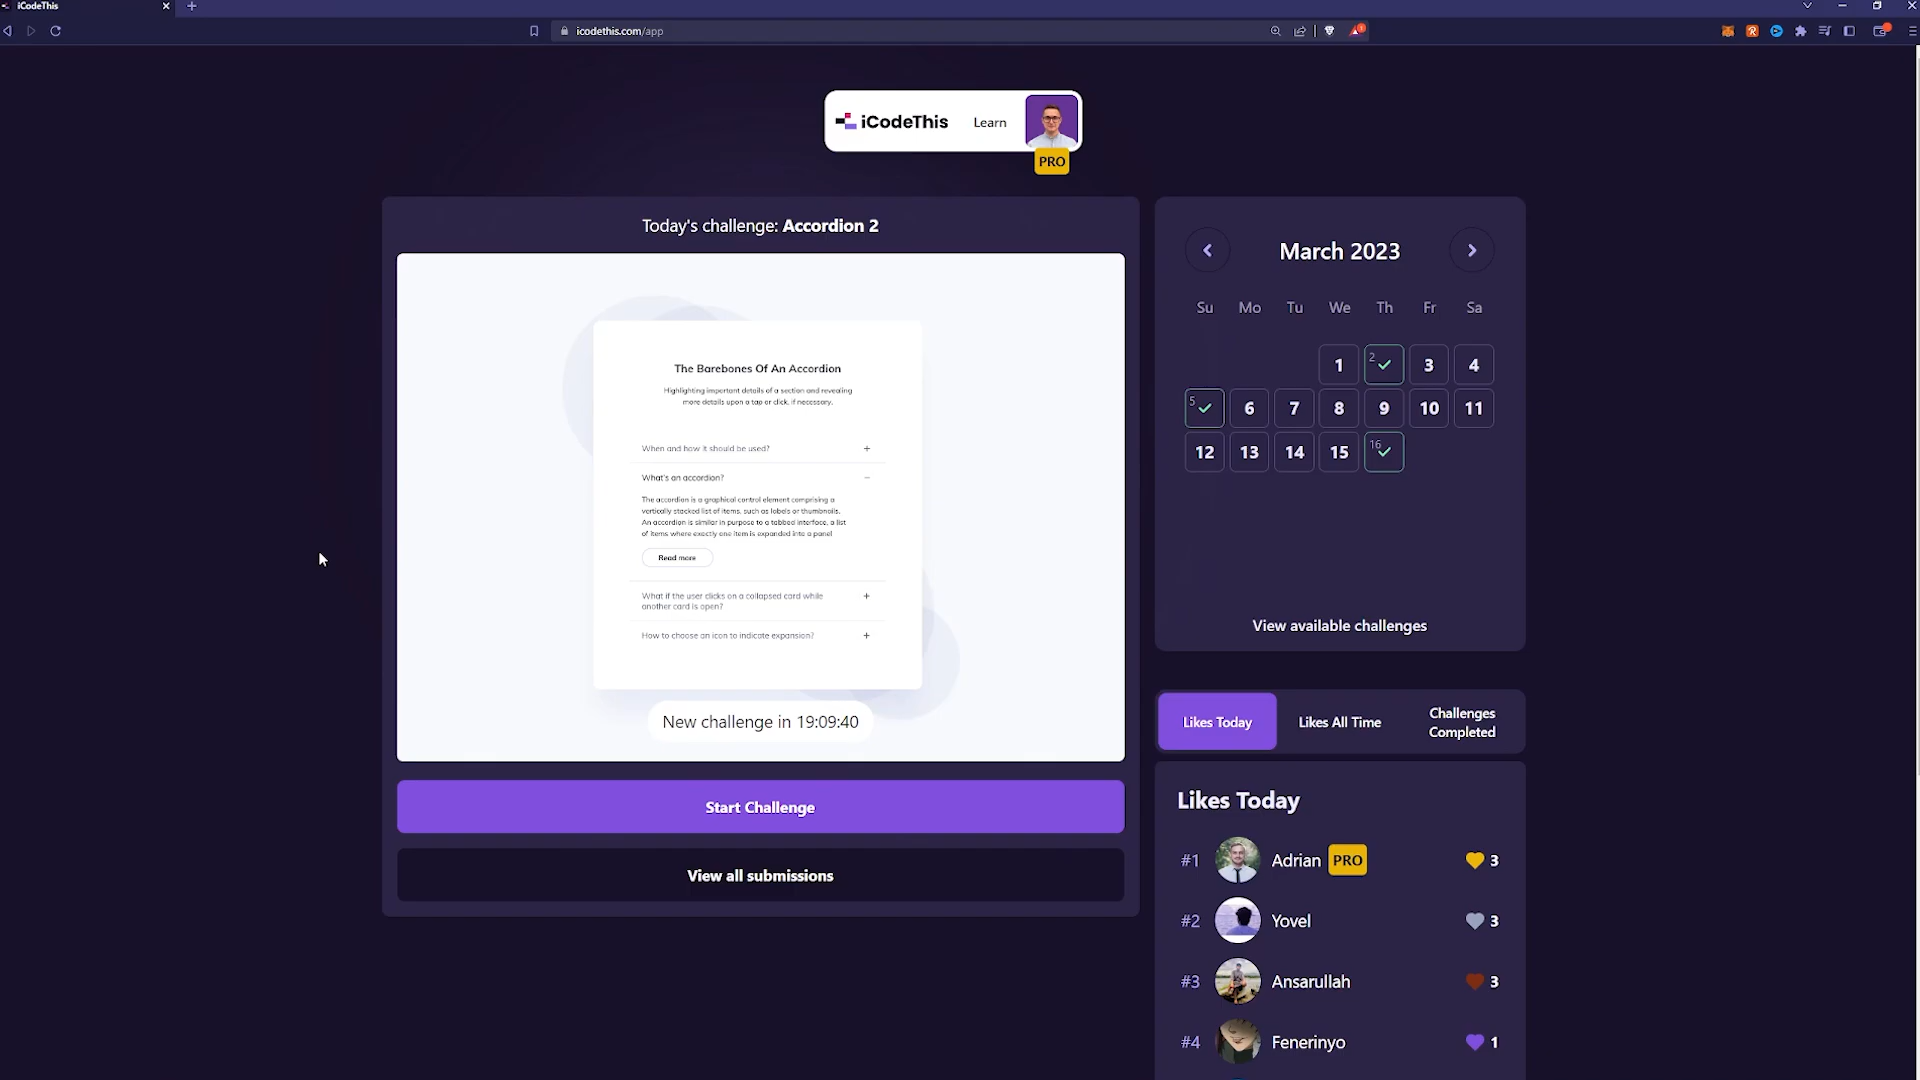 iCodeThis
icodethis.com/app
1
iCodeThis Learn
PRO
Today's challenge: Accordion 2
The Barebones Of An Accordion
Highlighting important details of a section and revealing
more details upon a tap or click, if necessary.
When and how it should be used? +
What's an accordion? −
The accordion is a graphical control element comprising a
vertically stacked list of items, such as labels or thumbnails.
An accordion is similar in purpose to a tabbed interface, a list
of items where exactly one item is expanded into a panel
Read more
What if the user clicks on a collapsed card while
another card is open? +
How to choose an icon to indicate expansion? +
New challenge in 19:09:40
Start Challenge
View all submissions
March 2023
Su Mo Tu We Th Fr Sa
1 2 3 4
5 6 7 8 9 10 11
12 13 14 15 16
View available challenges
Likes Today
Likes All Time
Challenges
Completed
Likes Today
#1 Adrian PRO 3
#2 Yovel 3
#3 Ansarullah 3
#4 Fenerinyo 1